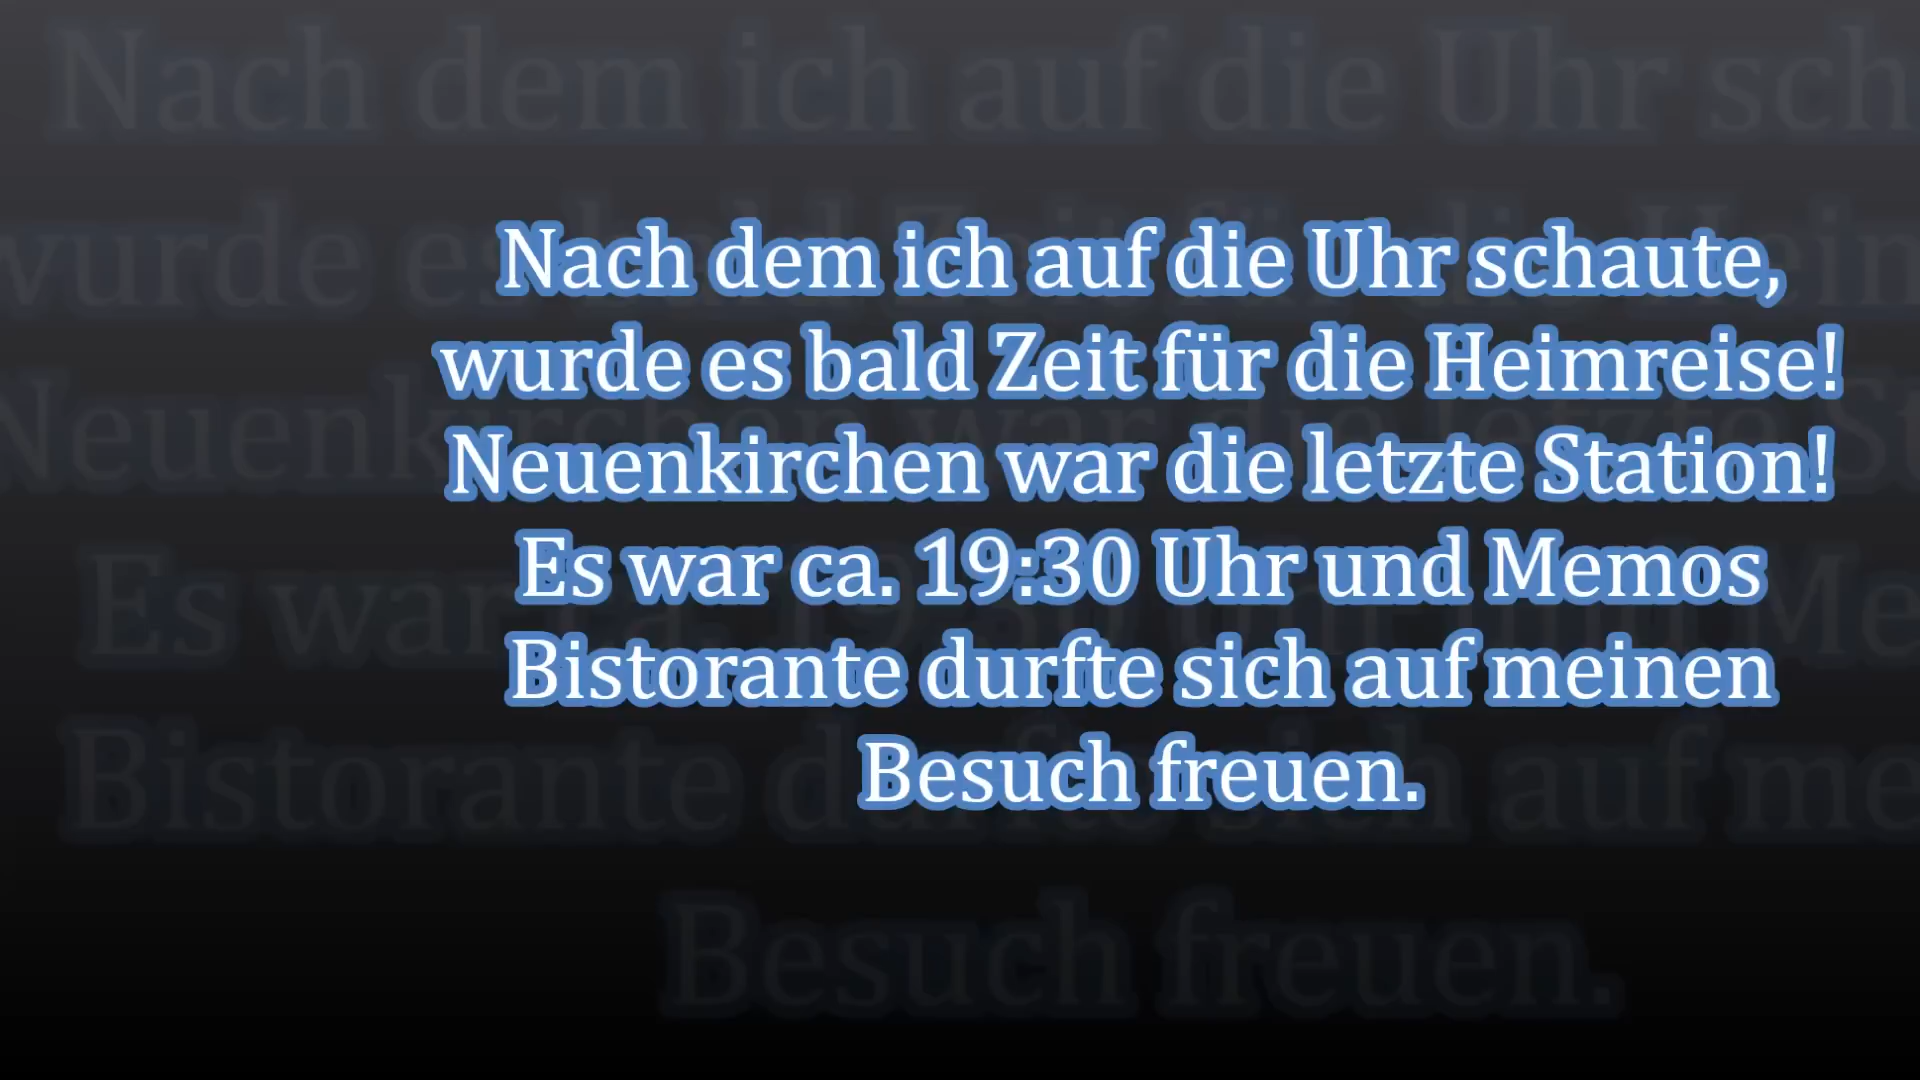 Nach dem ich auf die Uhr schaute,
wurde es bald Zeit für die Heimreise!
Neuenkirchen war die letzte Station!
Es war ca. 19:30 Uhr und Memos
Bistorante durfte sich auf meinen
Besuch freuen.